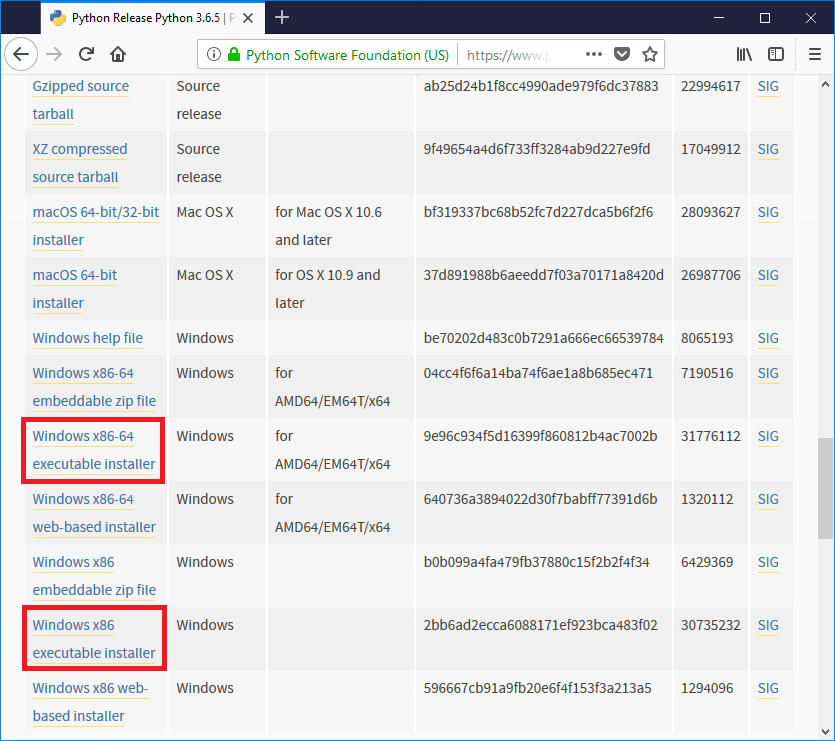 Python Release Python 3.6.5 | P
Python Software Foundation (US) https://www.p
Gzipped source Source ab25d24b1f8cc4990ade979f6dc37883 22994617 SIG
tarball release
XZ compressed Source 9f49654a4d6f733ff3284ab9d227e9fd 17049912 SIG
source tarball release
macOS 64-bit/32-bit Mac OS X for Mac OS X 10.6 bf319337bc68b52fc7d227dca5b6f2f6 28093627 SIG
installer and later
macOS 64-bit Mac OS X for OS X 10.9 and 37d891988b6aeedd7f03a70171a8420d 26987706 SIG
installer later
Windows help file Windows be70202d483c0b7291a666ec66539784 8065193 SIG
Windows x86-64 Windows for 04cc4f6f6a14ba74f6ae1a8b685ec471 7190516 SIG
embeddable zip file AMD64/EM64T/x64
Windows x86-64 Windows for 9e96c934f5d16399f860812b4ac7002b 31776112 SIG
executable installer AMD64/EM64T/x64
Windows x86-64 Windows for 640736a3894022d30f7babff77391d6b 1320112 SIG
web-based installer AMD64/EM64T/x64
Windows x86 Windows b0b099a4fa479fb37880c15f2b2f4f34 6429369 SIG
embeddable zip file
Windows x86 Windows 2bb6ad2ecca6088171ef923bca483f02 30735232 SIG
executable installer
Windows x86 web- Windows 596667cb91a9fb20e6f4f153f3a213a5 1294096 SIG
based installer